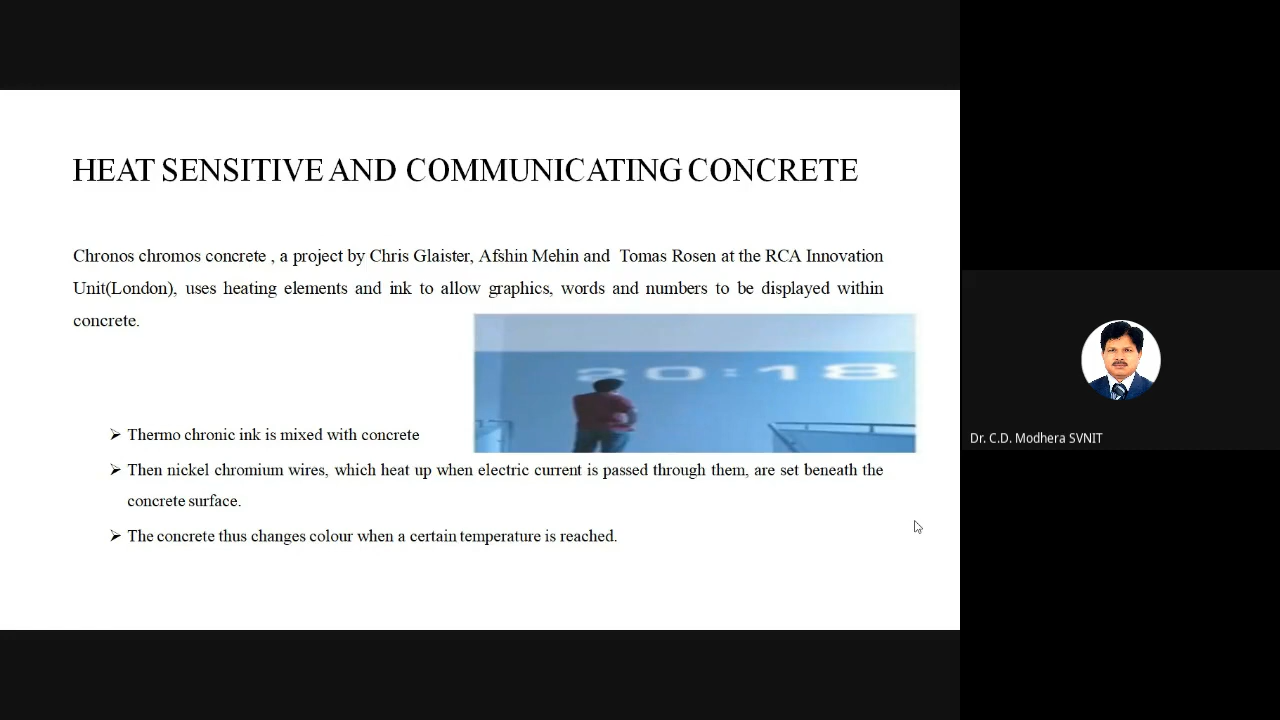 HEAT SENSITIVE AND COMMUNICATING CONCRETE
Chronos chromos concrete , a project by Chris Glaister, Afshin Mehin and Tomas Rosen at the RCA Innovation
Unit(London), uses heating elements and ink to allow graphics, words and numbers to be displayed within
concrete.
20:18
➢ Thermo chronic ink is mixed with concrete
➢ Then nickel chromium wires, which heat up when electric current is passed through them, are set beneath the
concrete surface.
➢ The concrete thus changes colour when a certain temperature is reached.
Dr. C.D. Modhera SVNIT